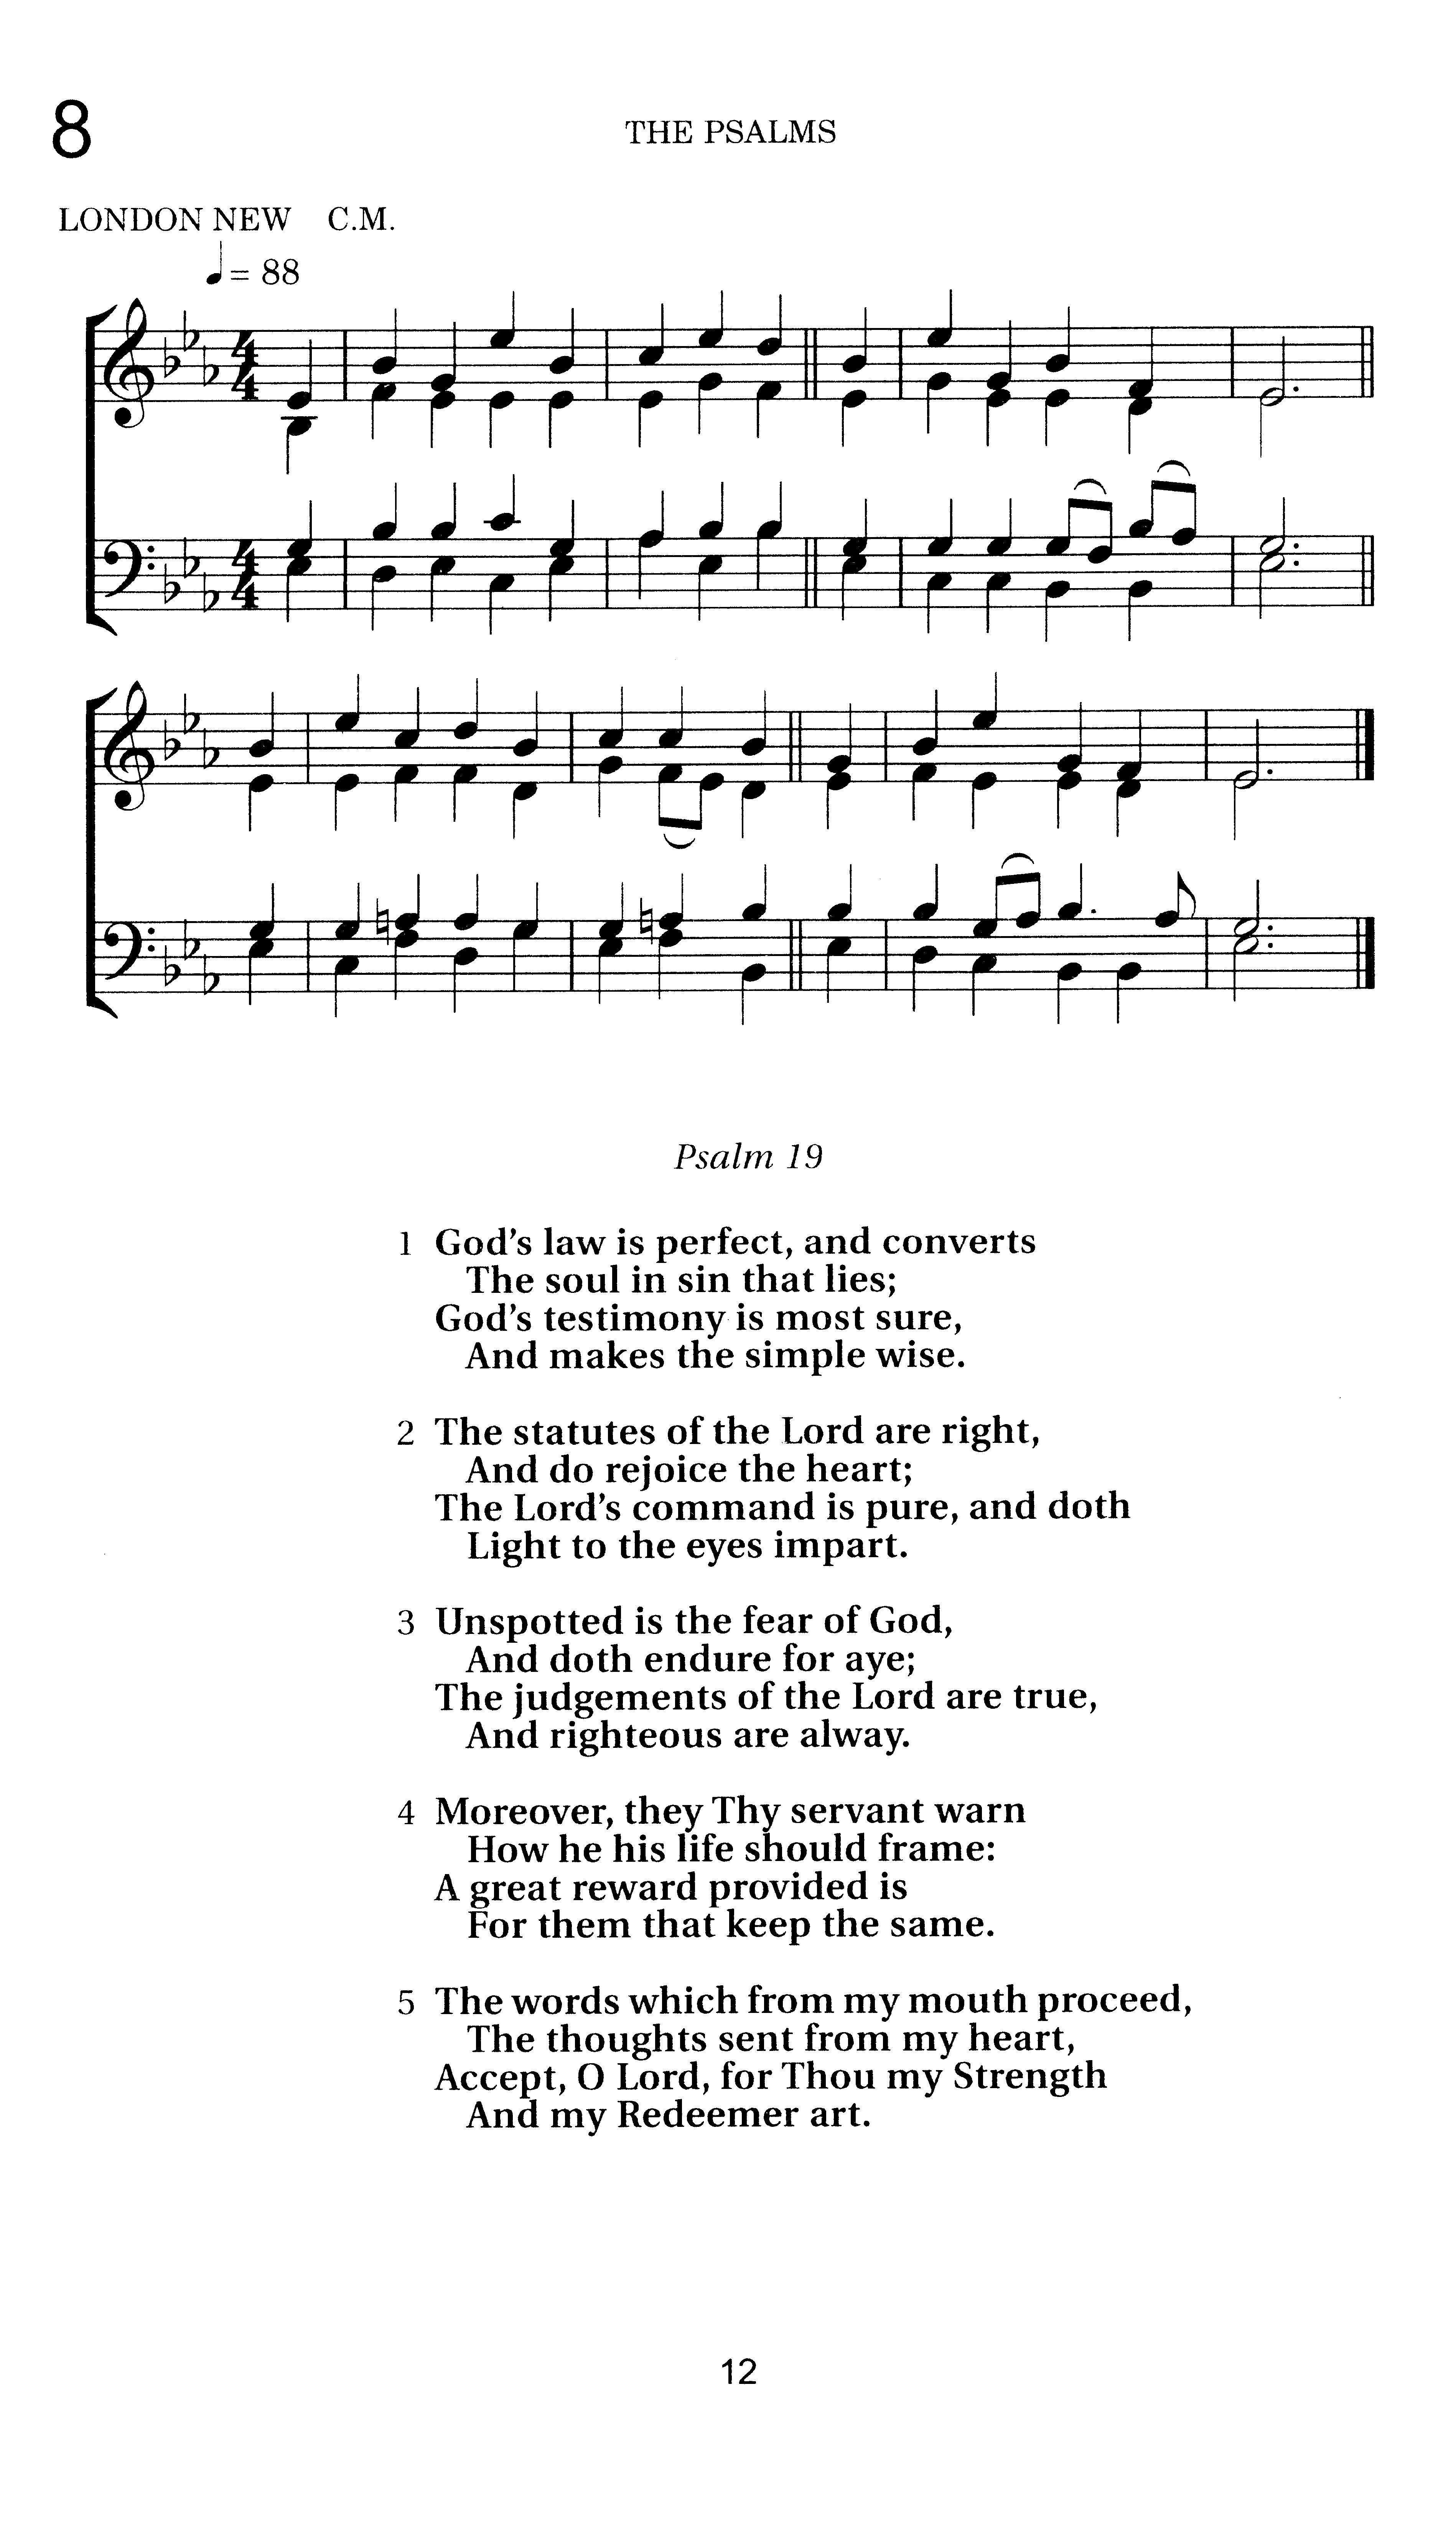 8
THE PSALMS
LONDON NEW C.M.
♩= 88
Psalm 19
1 God’s law is perfect, and converts
The soul in sin that lies;
God’s testimony is most sure,
And makes the simple wise.
2 The statutes of the Lord are right,
And do rejoice the heart;
The Lord’s command is pure, and doth
Light to the eyes impart.
3 Unspotted is the fear of God,
And doth endure for aye;
The judgements of the Lord are true,
And righteous are alway.
4 Moreover, they Thy servant warn
How he his life should frame:
A great reward provided is
For them that keep the same.
5 The words which from my mouth proceed,
The thoughts sent from my heart,
Accept, O Lord, for Thou my Strength
And my Redeemer art.
12